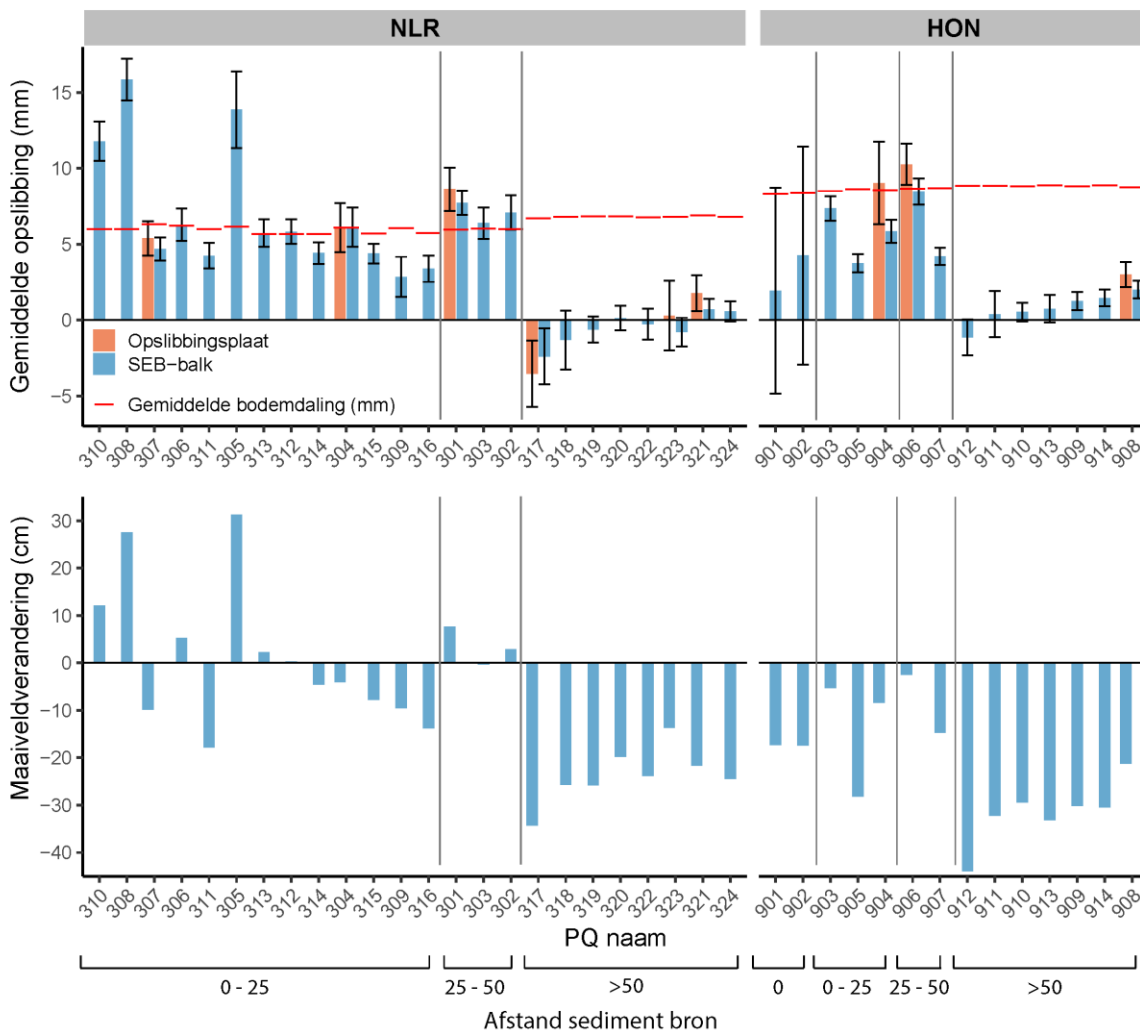 NLR HON
Gemiddelde opslibbing (mm)
15
10
5
0
−5
Opslibbingsplaat
SEB−balk
Gemiddelde bodemdaling (mm)
310 308 307 306 311 305 313 312 314 304 315 309 316 301 303 302 317 318 319 320 322 323 321 324 901 902 903 905 904 906 907 912 911 910 913 909 914 908
Maaiveldverandering (cm)
30
20
10
0
−10
−20
−30
−40
310 308 307 306 311 305 313 312 314 304 315 309 316 301 303 302 317 318 319 320 322 323 321 324 901 902 903 905 904 906 907 912 911 910 913 909 914 908
PQ naam
0 - 25 25 - 50 >50 0 0 - 25 25 - 50 >50
Afstand sediment bron